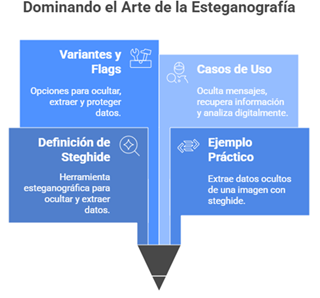 Dominando el Arte de la Esteganografía
Variantes y
Flags
Opciones para ocultar,
extraer y proteger
datos.
Casos de Uso
Oculta mensajes,
recupera información
y analiza digitalmente.
Definición de
Steghide
Herramienta
esteganográfica para
ocultar y extraer
datos.
Ejemplo
Práctico
Extrae datos ocultos
de una imagen con
steghide.